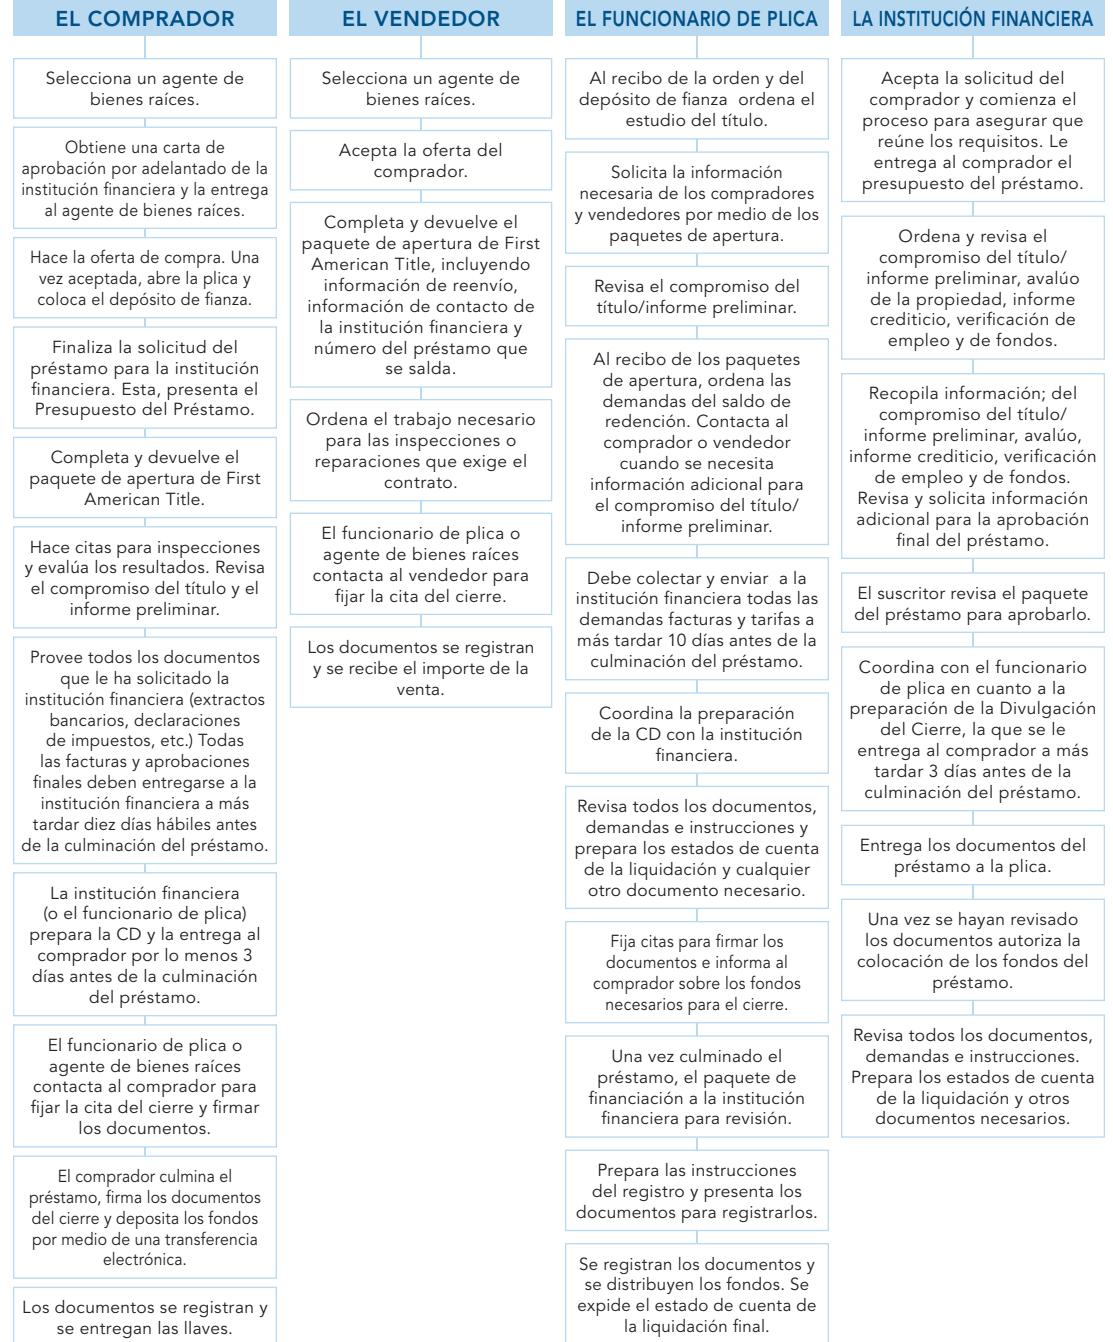 EL COMPRADOR
Selecciona un agente de
bienes raíces.
Obtiene una carta de
aprobación por adelantado de la
institución financiera y la entrega
al agente de bienes raíces.
Hace la oferta de compra. Una
vez aceptada, abre la plica y
coloca el depósito de fianza.
Finaliza la solicitud del
préstamo para la institución
financiera. Esta, presenta el
Presupuesto del Préstamo.
Completa y devuelve el
paquete de apertura de First
American Title.
Hace citas para inspecciones
y evalúa los resultados. Revisa
el compromiso del título y el
informe preliminar.
Provee todos los documentos
que le ha solicitado la
institución financiera (extractos
bancarios, declaraciones
de impuestos, etc.) Todas
las facturas y aprobaciones
finales deben entregarse a la
institución financiera a más
tardar diez días hábiles antes
de la culminación del préstamo.
La institución financiera
(o el funcionario de plica)
prepara la CD y la entrega al
comprador por lo menos 3
días antes de la culminación
del préstamo.
El funcionario de plica o
agente de bienes raíces
contacta al comprador para
fijar la cita del cierre y firmar
los documentos.
El comprador culmina el
préstamo, firma los documentos
del cierre y deposita los fondos
por medio de una transferencia
electrónica.
Los documentos se registran y
se entregan las llaves.
EL VENDEDOR
Selecciona un agente de
bienes raíces.
Acepta la oferta del
comprador.
Completa y devuelve el
paquete de apertura de First
American Title, incluyendo
información de reenvío,
información de contacto de
la institución financiera y
número del préstamo que
se salda.
Ordena el trabajo necesario
para las inspecciones o
reparaciones que exige el
contrato.
El funcionario de plica o
agente de bienes raíces
contacta al vendedor para
fijar la cita del cierre.
Los documentos se registran
y se recibe el importe de la
venta.
EL FUNCIONARIO DE PLICA
Al recibo de la orden y del
depósito de fianza ordena el
estudio del título.
Solicita la información
necesaria de los compradores
y vendedores por medio de los
paquetes de apertura.
Revisa el compromiso del
título/informe preliminar.
Al recibo de los paquetes
de apertura, ordena las
demandas del saldo de
redención. Contacta al
comprador o vendedor
cuando se necesita
información adicional para
el compromiso del título/
informe preliminar.
Debe colectar y enviar a la
institución financiera todas las
demandas facturas y tarifas a
más tardar 10 días antes de la
culminación del préstamo.
Coordina la preparación
de la CD con la institución
financiera.
Revisa todos los documentos,
demandas e instrucciones y
prepara los estados de cuenta
de la liquidación y cualquier
otro documento necesario.
Fija citas para firmar los
documentos e informa al
comprador sobre los fondos
necesarios para el cierre.
Una vez culminado el
préstamo, el paquete de
financiación a la institución
financiera para revisión.
Prepara las instrucciones
del registro y presenta los
documentos para registrarlos.
Se registran los documentos y
se distribuyen los fondos. Se
expide el estado de cuenta de
la liquidación final.
LA INSTITUCIÓN FINANCIERA
Acepta la solicitud del
comprador y comienza el
proceso para asegurar que
reúne los requisitos. Le
entrega al comprador el
presupuesto del préstamo.
Ordena y revisa el
compromiso del título/
informe preliminar, avalúo
de la propiedad, informe
crediticio, verificación de
empleo y de fondos.
Recopila información; del
compromiso del título/
informe preliminar, avalúo,
informe crediticio, verificación
de empleo y de fondos.
Revisa y solicita información
adicional para la aprobación
final del préstamo.
El suscritor revisa el paquete
del préstamo para aprobarlo.
Coordina con el funcionario
de plica en cuanto a la
preparación de la Divulgación
del Cierre, la que se le
entrega al comprador a más
tardar 3 días antes de la
culminación del préstamo.
Entrega los documentos del
préstamo a la plica.
Una vez se hayan revisado
los documentos autoriza la
colocación de los fondos del
préstamo.
Revisa todos los documentos,
demandas e instrucciones.
Prepara los estados de cuenta
de la liquidación y otros
documentos necesarios.